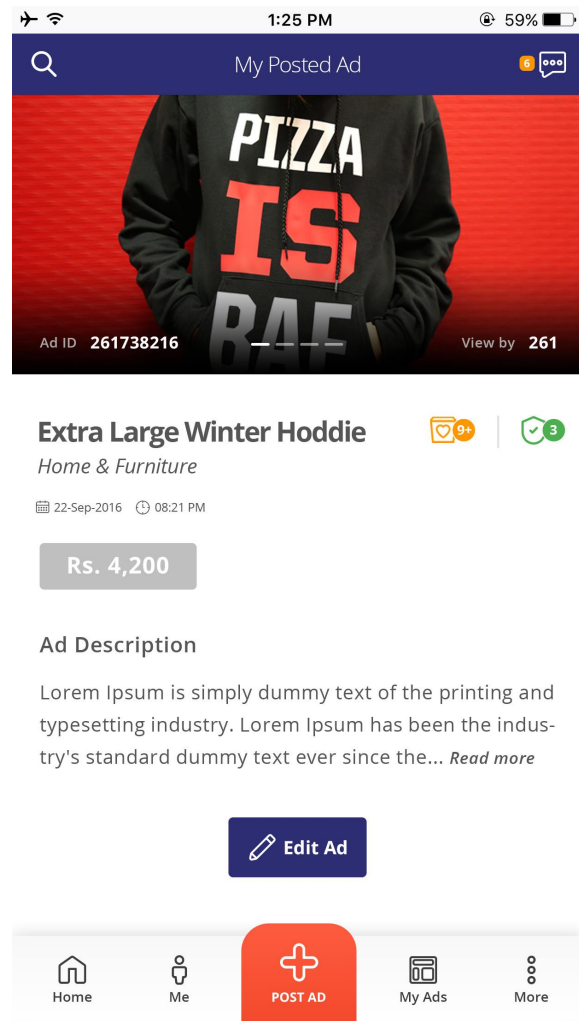 1:25 PM
59%
My Posted Ad
6
PIZZA
IS
BAE
Ad ID 261738216
View by 261
Extra Large Winter Hoddie
9+
3
Home & Furniture
22-Sep-2016 08:21 PM
Rs. 4,200
Ad Description
Lorem Ipsum is simply dummy text of the printing and
typesetting industry. Lorem Ipsum has been the indus-
try's standard dummy text ever since the... Read more
Edit Ad
Home
Me
POST AD
My Ads
More